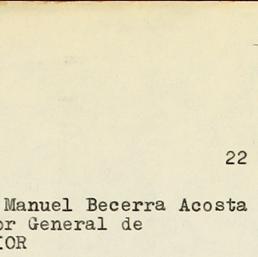 22
Manuel Becerra Acosta
or General de
IOR